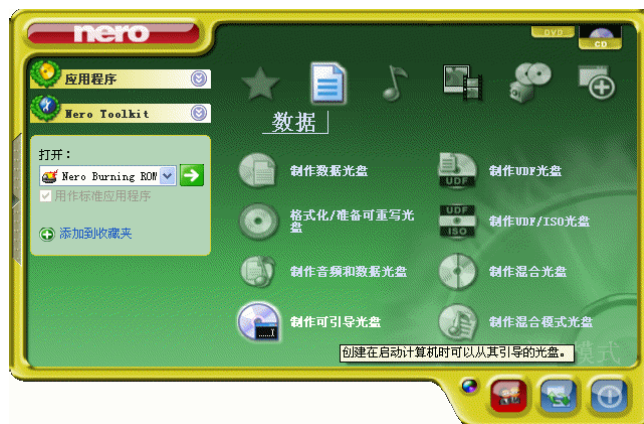 nero
DVD
CD
应用程序
Nero Toolkit
数据
打开：
Nero Burning ROM
用作标准应用程序
添加到收藏夹
制作数据光盘
制作UDF光盘
UDF
格式化/准备可重写光
盘
制作UDF/ISO光盘
UDF
ISO
制作音频和数据光盘
制作混合光盘
制作可引导光盘
制作混合模式光盘
创建在启动计算机时可以从其引导的光盘。
模式